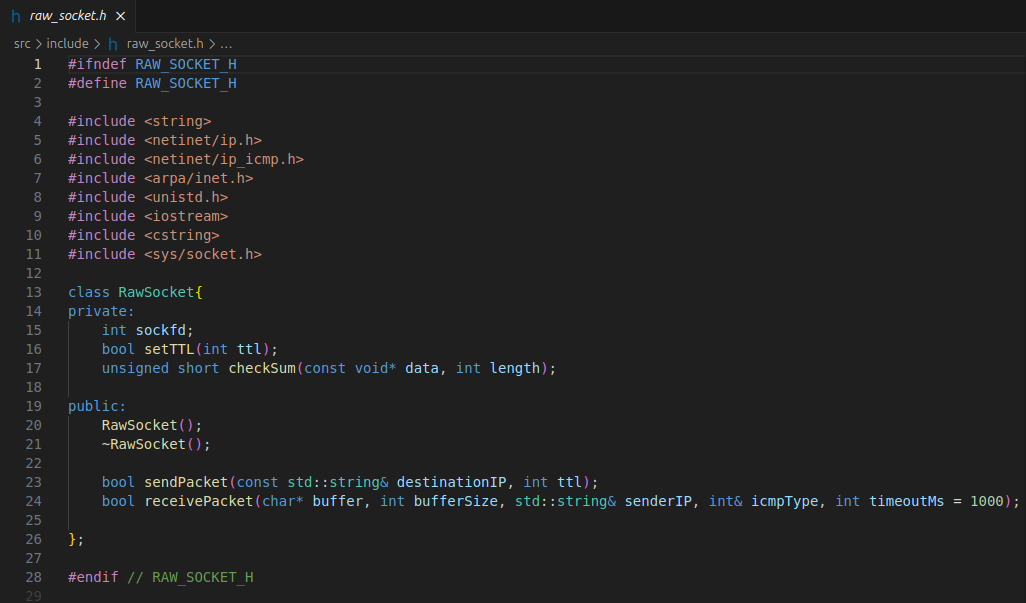 h raw_socket.h ×
src > include > h raw_socket.h > ...
1 #ifndef RAW_SOCKET_H
2 #define RAW_SOCKET_H
3
4 #include <string>
5 #include <netinet/ip.h>
6 #include <netinet/ip_icmp.h>
7 #include <arpa/inet.h>
8 #include <unistd.h>
9 #include <iostream>
10 #include <cstring>
11 #include <sys/socket.h>
12
13 class RawSocket{
14 private:
15     int sockfd;
16     bool setTTL(int ttl);
17     unsigned short checkSum(const void* data, int length);
18
19 public:
20     RawSocket();
21     ~RawSocket();
22
23     bool sendPacket(const std::string& destinationIP, int ttl);
24     bool receivePacket(char* buffer, int bufferSize, std::string& senderIP, int& icmpType, int timeoutMs = 1000);
25
26 };
27
28 #endif // RAW_SOCKET_H
29